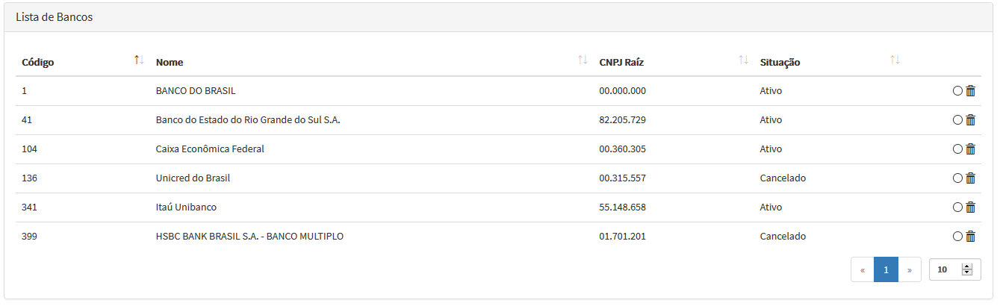 Lista de Bancos
Código Nome CNPJ Raíz Situação
1 BANCO DO BRASIL 00.000.000 Ativo
41 Banco do Estado do Rio Grande do Sul S.A. 82.205.729 Ativo
104 Caixa Econômica Federal 00.360.305 Ativo
136 Unicred do Brasil 00.315.557 Cancelado
341 Itaú Unibanco 55.148.658 Ativo
399 HSBC BANK BRASIL S.A. - BANCO MULTIPLO 01.701.201 Cancelado
« 1 » 10